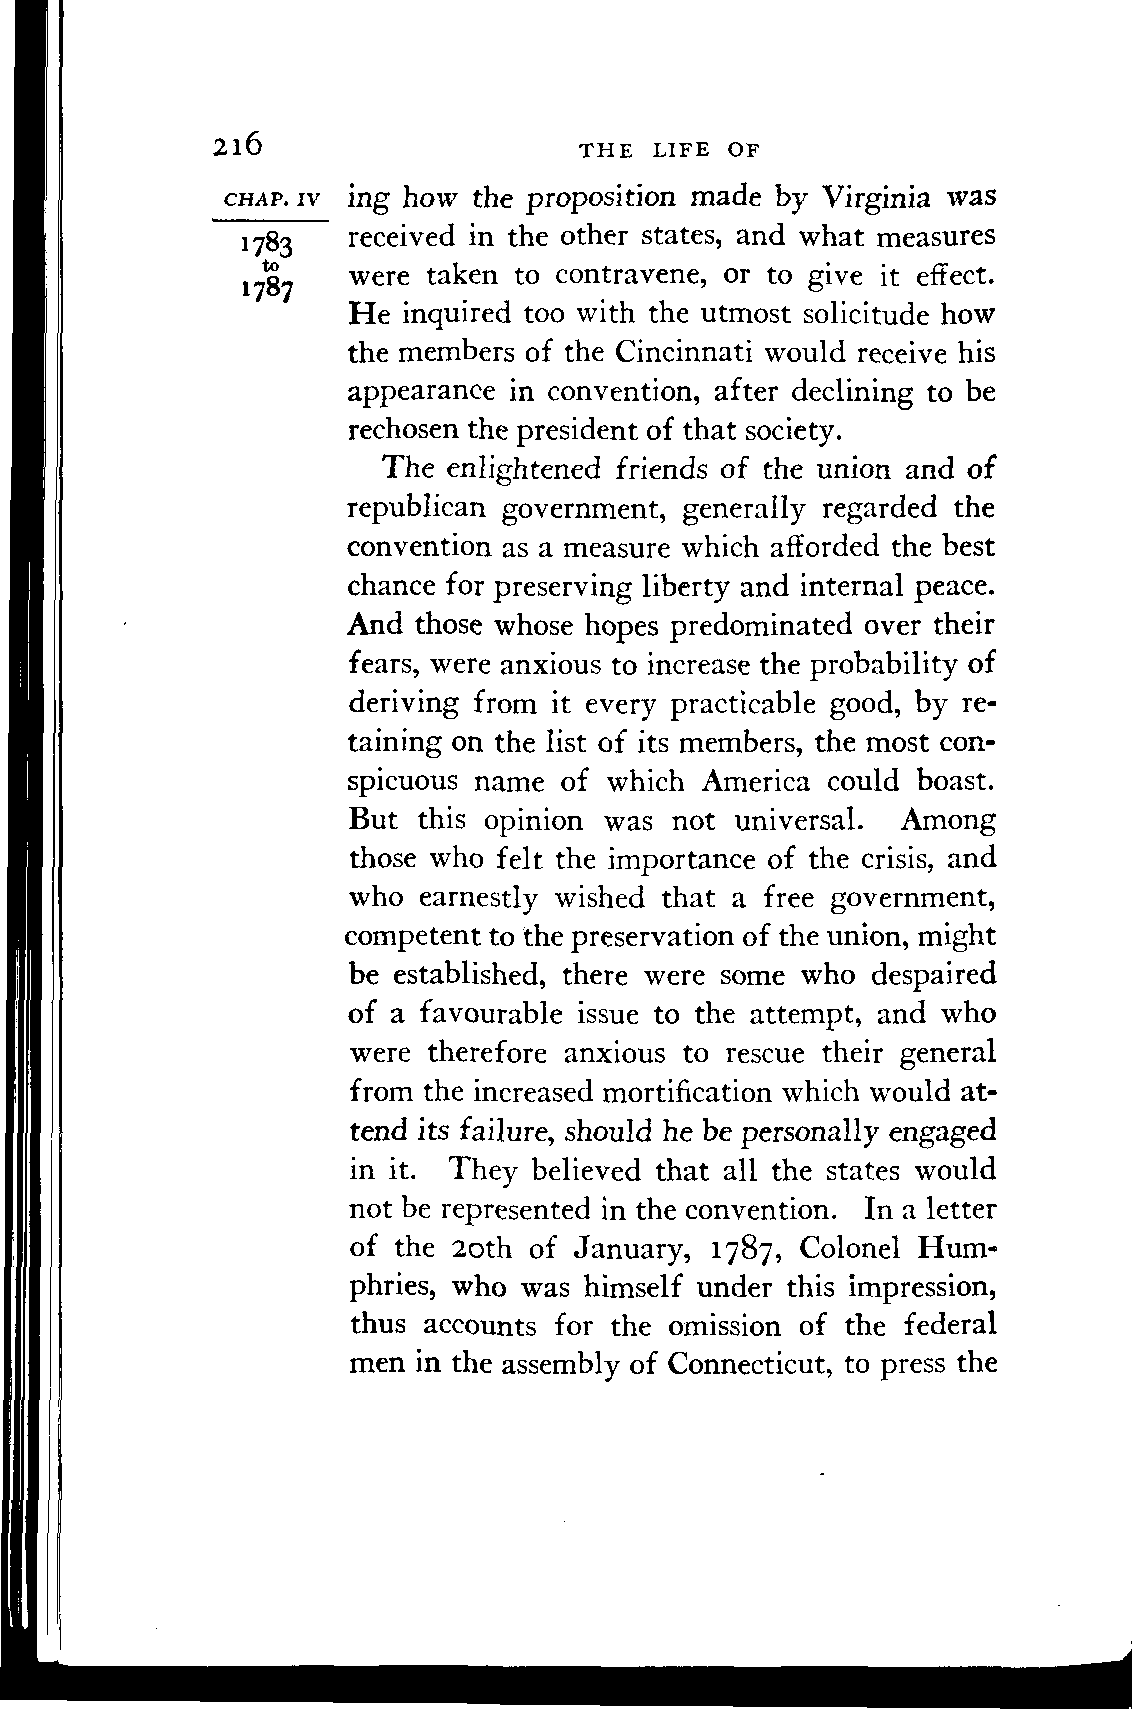 216 THE LIFE OF
CHAP. IV
1783
to
1787
ing how the proposition made by Virginia was
received in the other states, and what measures
were taken to contravene, or to give it effect.
He inquired too with the utmost solicitude how
the members of the Cincinnati would receive his
appearance in convention, after declining to be
rechosen the president of that society.
The enlightened friends of the union and of
republican government, generally regarded the
convention as a measure which afforded the best
chance for preserving liberty and internal peace.
And those whose hopes predominated over their
fears, were anxious to increase the probability of
deriving from it every practicable good, by re-
taining on the list of its members, the most con-
spicuous name of which America could boast.
But this opinion was not universal. Among
those who felt the importance of the crisis, and
who earnestly wished that a free government,
competent to the preservation of the union, might
be established, there were some who despaired
of a favourable issue to the attempt, and who
were therefore anxious to rescue their general
from the increased mortification which would at-
tend its failure, should he be personally engaged
in it. They believed that all the states would
not be represented in the convention. In a letter
of the 20th of January, 1787, Colonel Hum-
phries, who was himself under this impression,
thus accounts for the omission of the federal
men in the assembly of Connecticut, to press the